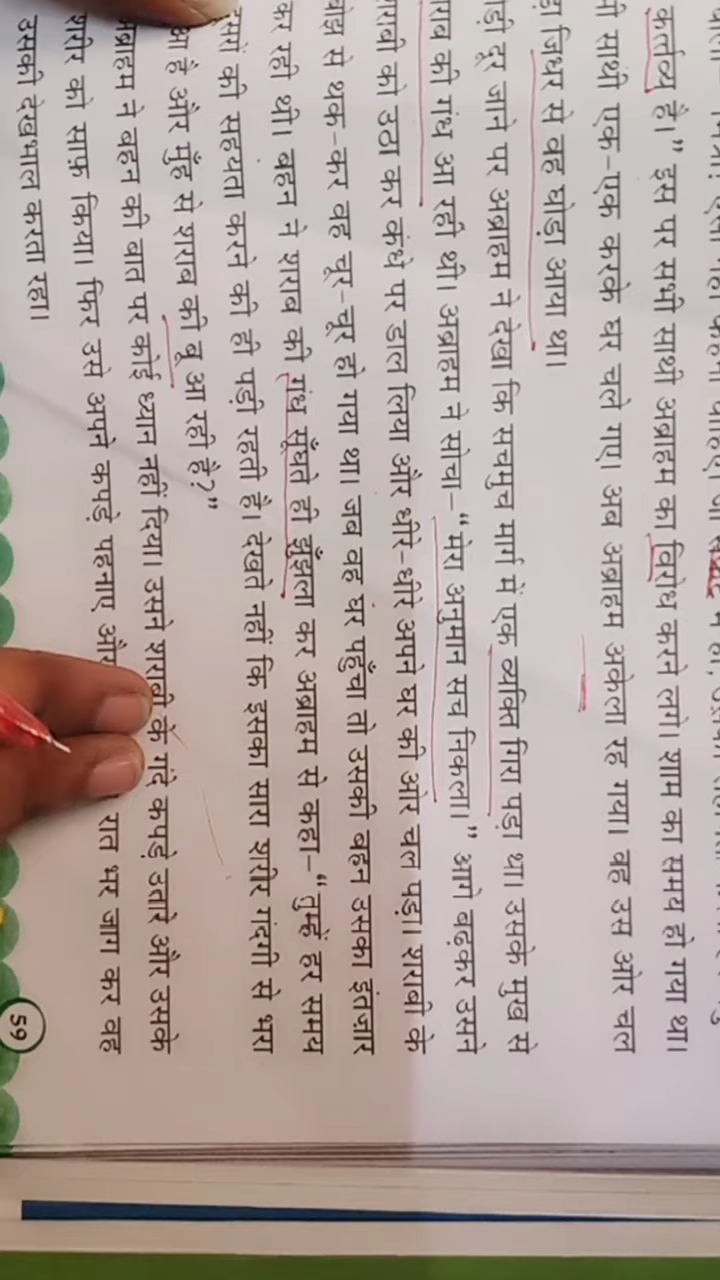 कर्तव्य है।” इस पर सभी साथी अब्राहम का विरोध करने लगे। शाम का समय हो गया था।
साथी एक-एक करके घर चले गए। अब अब्राहम अकेला रह गया। वह उस ओर चल
जिधर से वह घोड़ा आया था।
दूर जाने पर अब्राहम ने देखा कि सचमुच मार्ग में एक व्यक्ति गिरा पड़ा था। उसके मुख से
की गंध आ रही थी। अब्राहम ने सोचा–“मेरा अनुमान सच निकला।” आगे बढ़कर उसने
को उठा कर कंधे पर डाल लिया और धीरे-धीरे अपने घर की ओर चल पड़ा। शराबी के
से थक-कर वह चूर-चूर हो गया था। जब वह घर पहुँचा तो उसकी बहन उसका इंतजार
कर रही थी। बहन ने शराब की गंध सूँघते ही झुँझला कर अब्राहम से कहा–“तुम्हें हर समय
की सहायता करने की ही पड़ी रहती है। देखते नहीं कि इसका सारा शरीर गंदगी से भरा
है और मुँह से शराब की बू आ रही है?”
अब्राहम ने बहन की बात पर कोई ध्यान नहीं दिया। उसने शराबी के गंदे कपड़े उतारे और उसके
शरीर को साफ़ किया। फिर उसे अपने कपड़े पहनाए और रात भर जाग कर वह
उसकी देखभाल करता रहा।
59